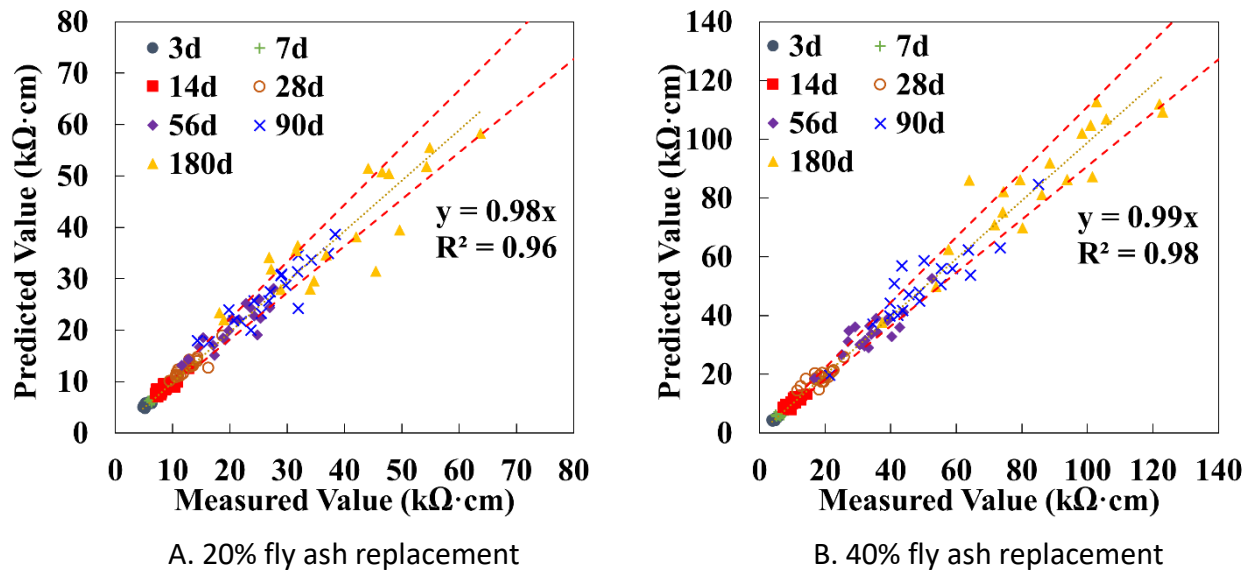 Predicted Value (kΩ·cm)
80
70
60
50
40
30
20
10
0
3d 7d
14d 28d
56d 90d
180d
y = 0.98x
R² = 0.96
0 10 20 30 40 50 60 70 80
Measured Value (kΩ·cm)
A. 20% fly ash replacement
Predicted Value (kΩ·cm)
140
120
100
80
60
40
20
0
3d 7d
14d 28d
56d 90d
180d
y = 0.99x
R² = 0.98
0 20 40 60 80 100 120 140
Measured Value (kΩ·cm)
B. 40% fly ash replacement